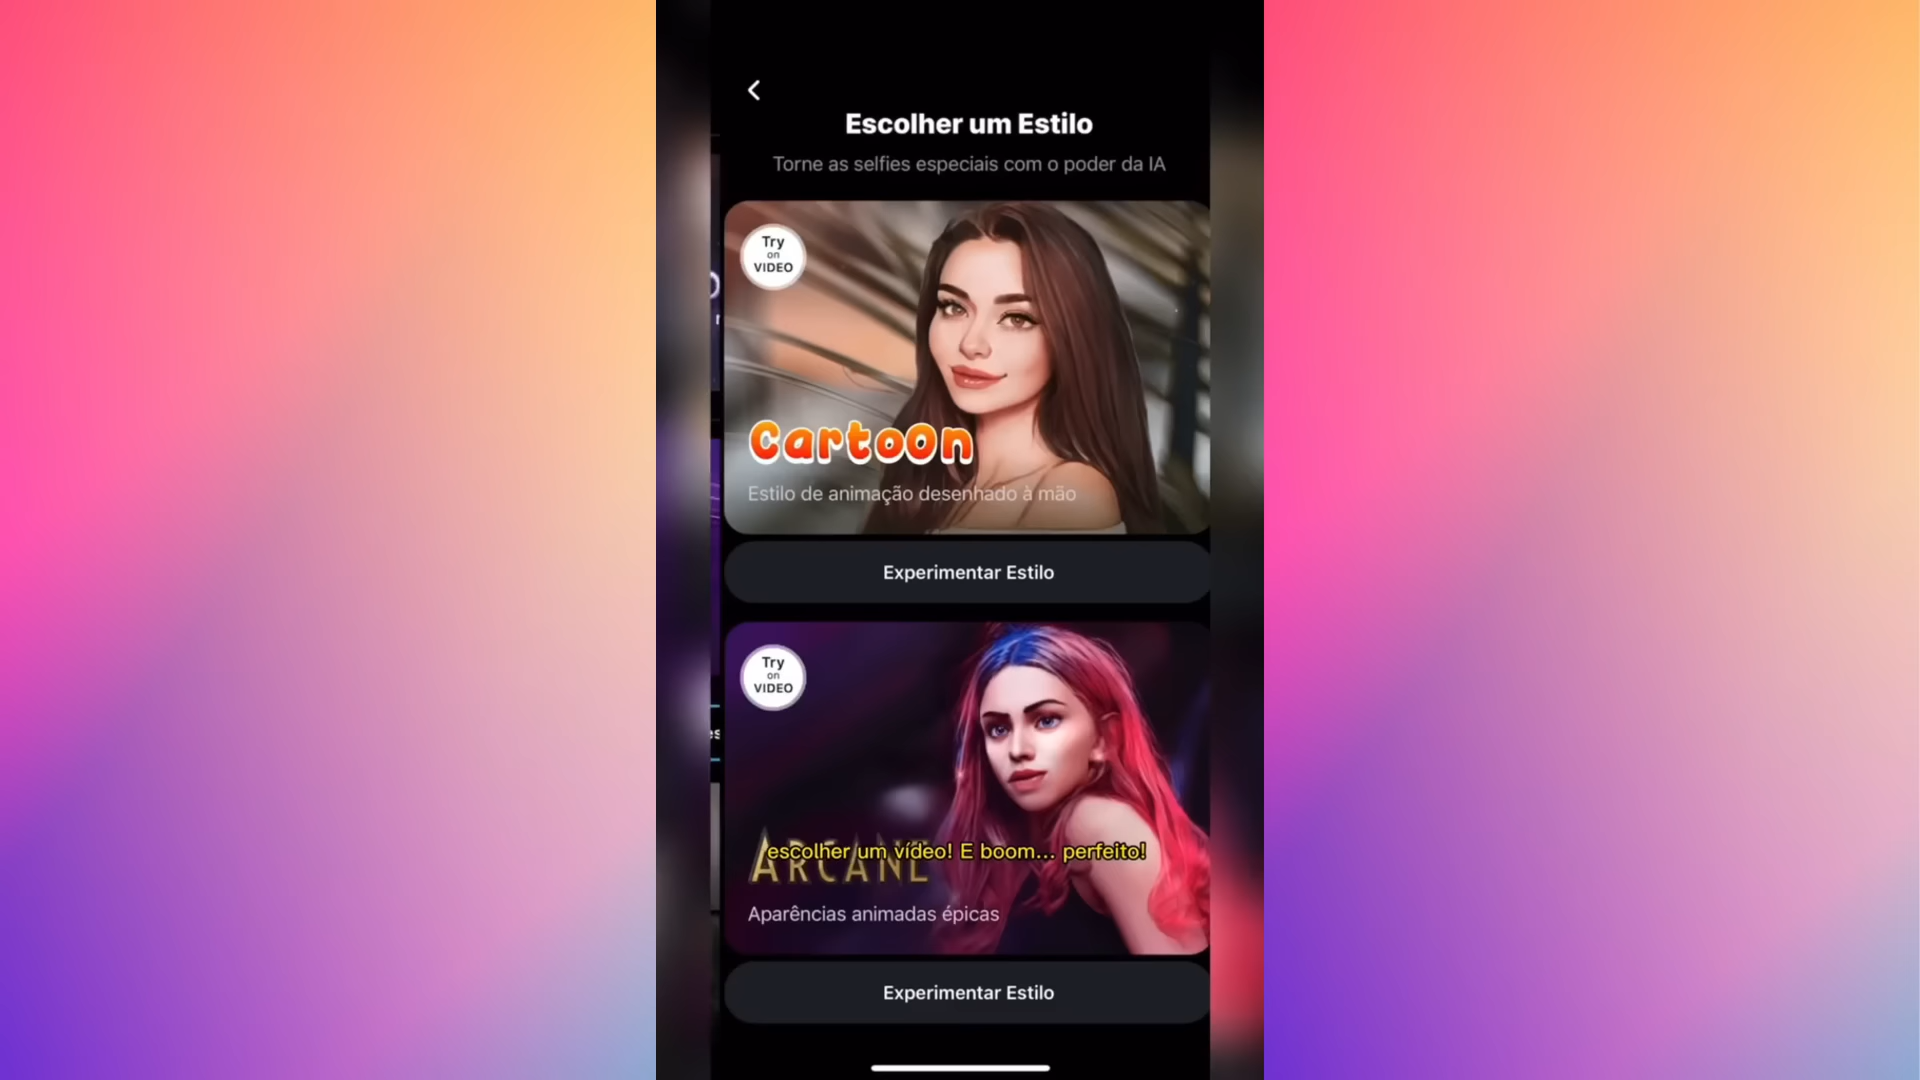 Escolher um Estilo
Torne as selfies especiais com o poder da IA
Try
on
VIDEO
CartoOn
Estilo de animação desenhado à mão
Experimentar Estilo
Try
on
VIDEO
escolher um vídeo! E boom... perfeito!
ARCANE
Aparências animadas épicas
Experimentar Estilo